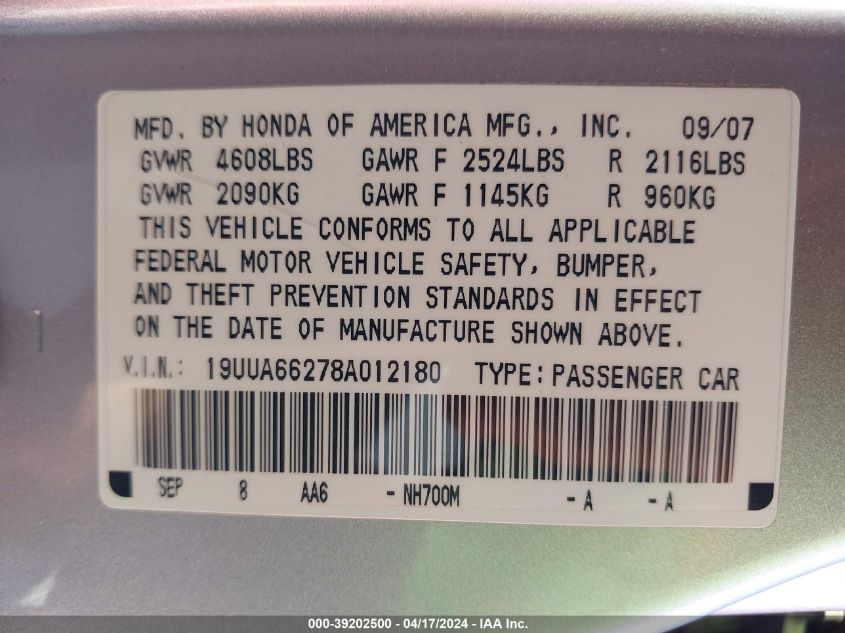 MFD. BY HONDA OF AMERICA MFG., INC. 09/07
GVWR 4608LBS GAWR F 2524LBS R 2116LBS
GVWR 2090KG GAWR F 1145KG R 960KG
THIS VEHICLE CONFORMS TO ALL APPLICABLE
FEDERAL MOTOR VEHICLE SAFETY, BUMPER,
AND THEFT PREVENTION STANDARDS IN EFFECT
ON THE DATE OF MANUFACTURE SHOWN ABOVE.
V.I.N.: 19UUA66278A012180 TYPE: PASSENGER CAR
SEP 8 AA6 - NH700M - A - A
000-39202500 - 04/17/2024 - IAA Inc.